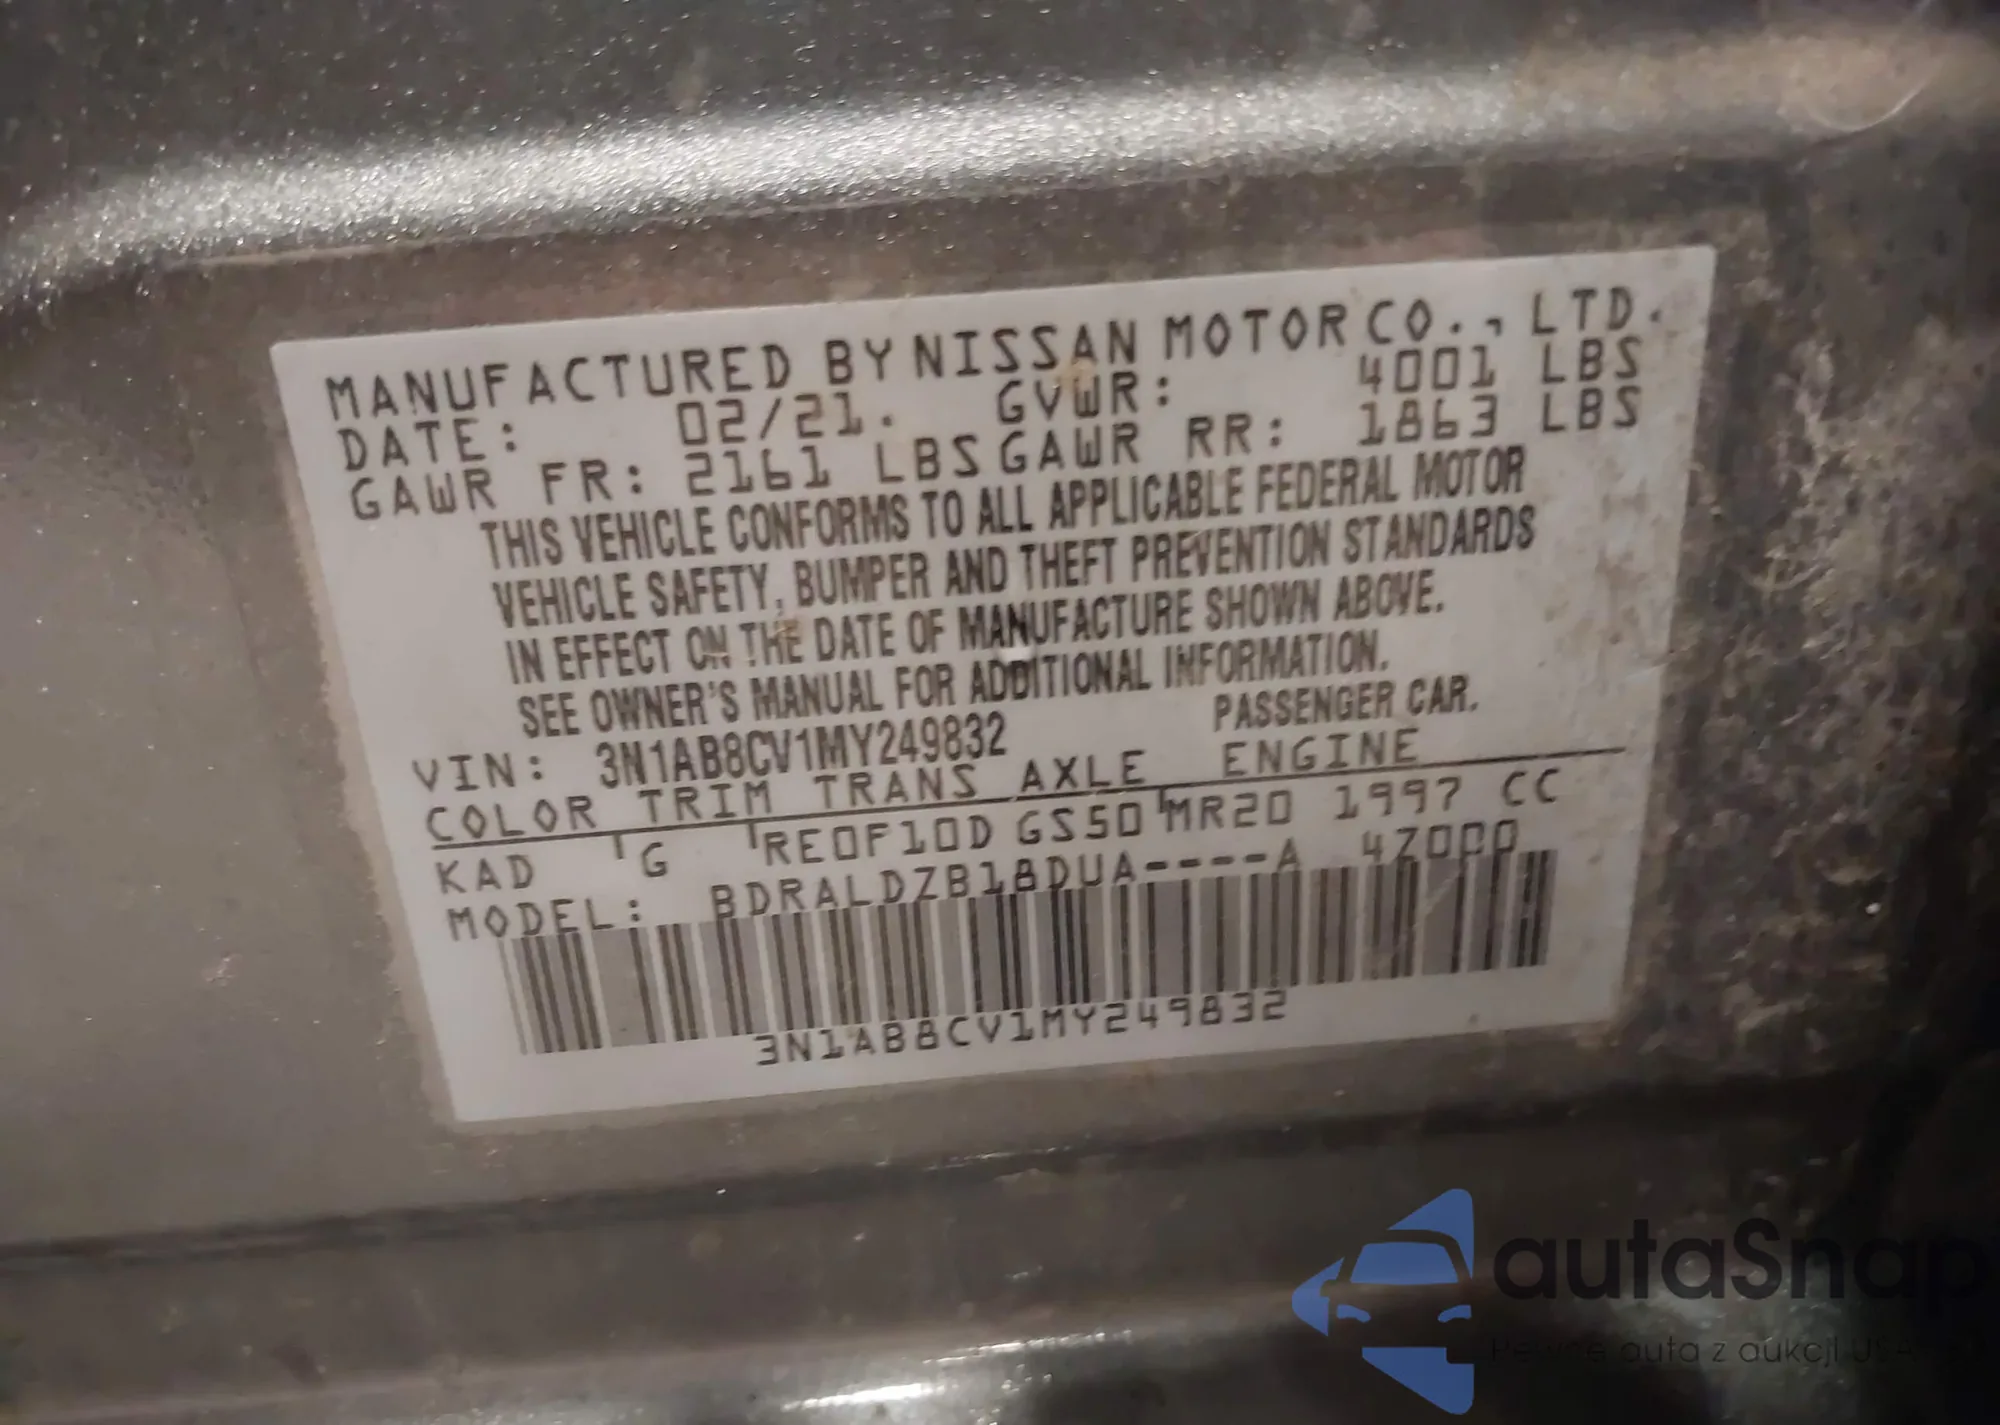 MANUFACTURED BY NISSAN MOTOR CO., LTD.
DATE: 02/21. GVWR: 4001 LBS
GAWR FR: 2161 LBS GAWR RR: 1863 LBS
THIS VEHICLE CONFORMS TO ALL APPLICABLE FEDERAL MOTOR
VEHICLE SAFETY, BUMPER AND THEFT PREVENTION STANDARDS
IN EFFECT ON THE DATE OF MANUFACTURE SHOWN ABOVE.
SEE OWNER'S MANUAL FOR ADDITIONAL INFORMATION.
VIN: 3N1AB8CV1MY249832 PASSENGER CAR.
COLOR TRIM TRANS AXLE ENGINE
KAD G RE0F10D GS50 MR20 1997 CC
MODEL: BDRALDZB18DUA----A 4Z000
3N1AB8CV1MY249832
autaSnap
auta z aukcji